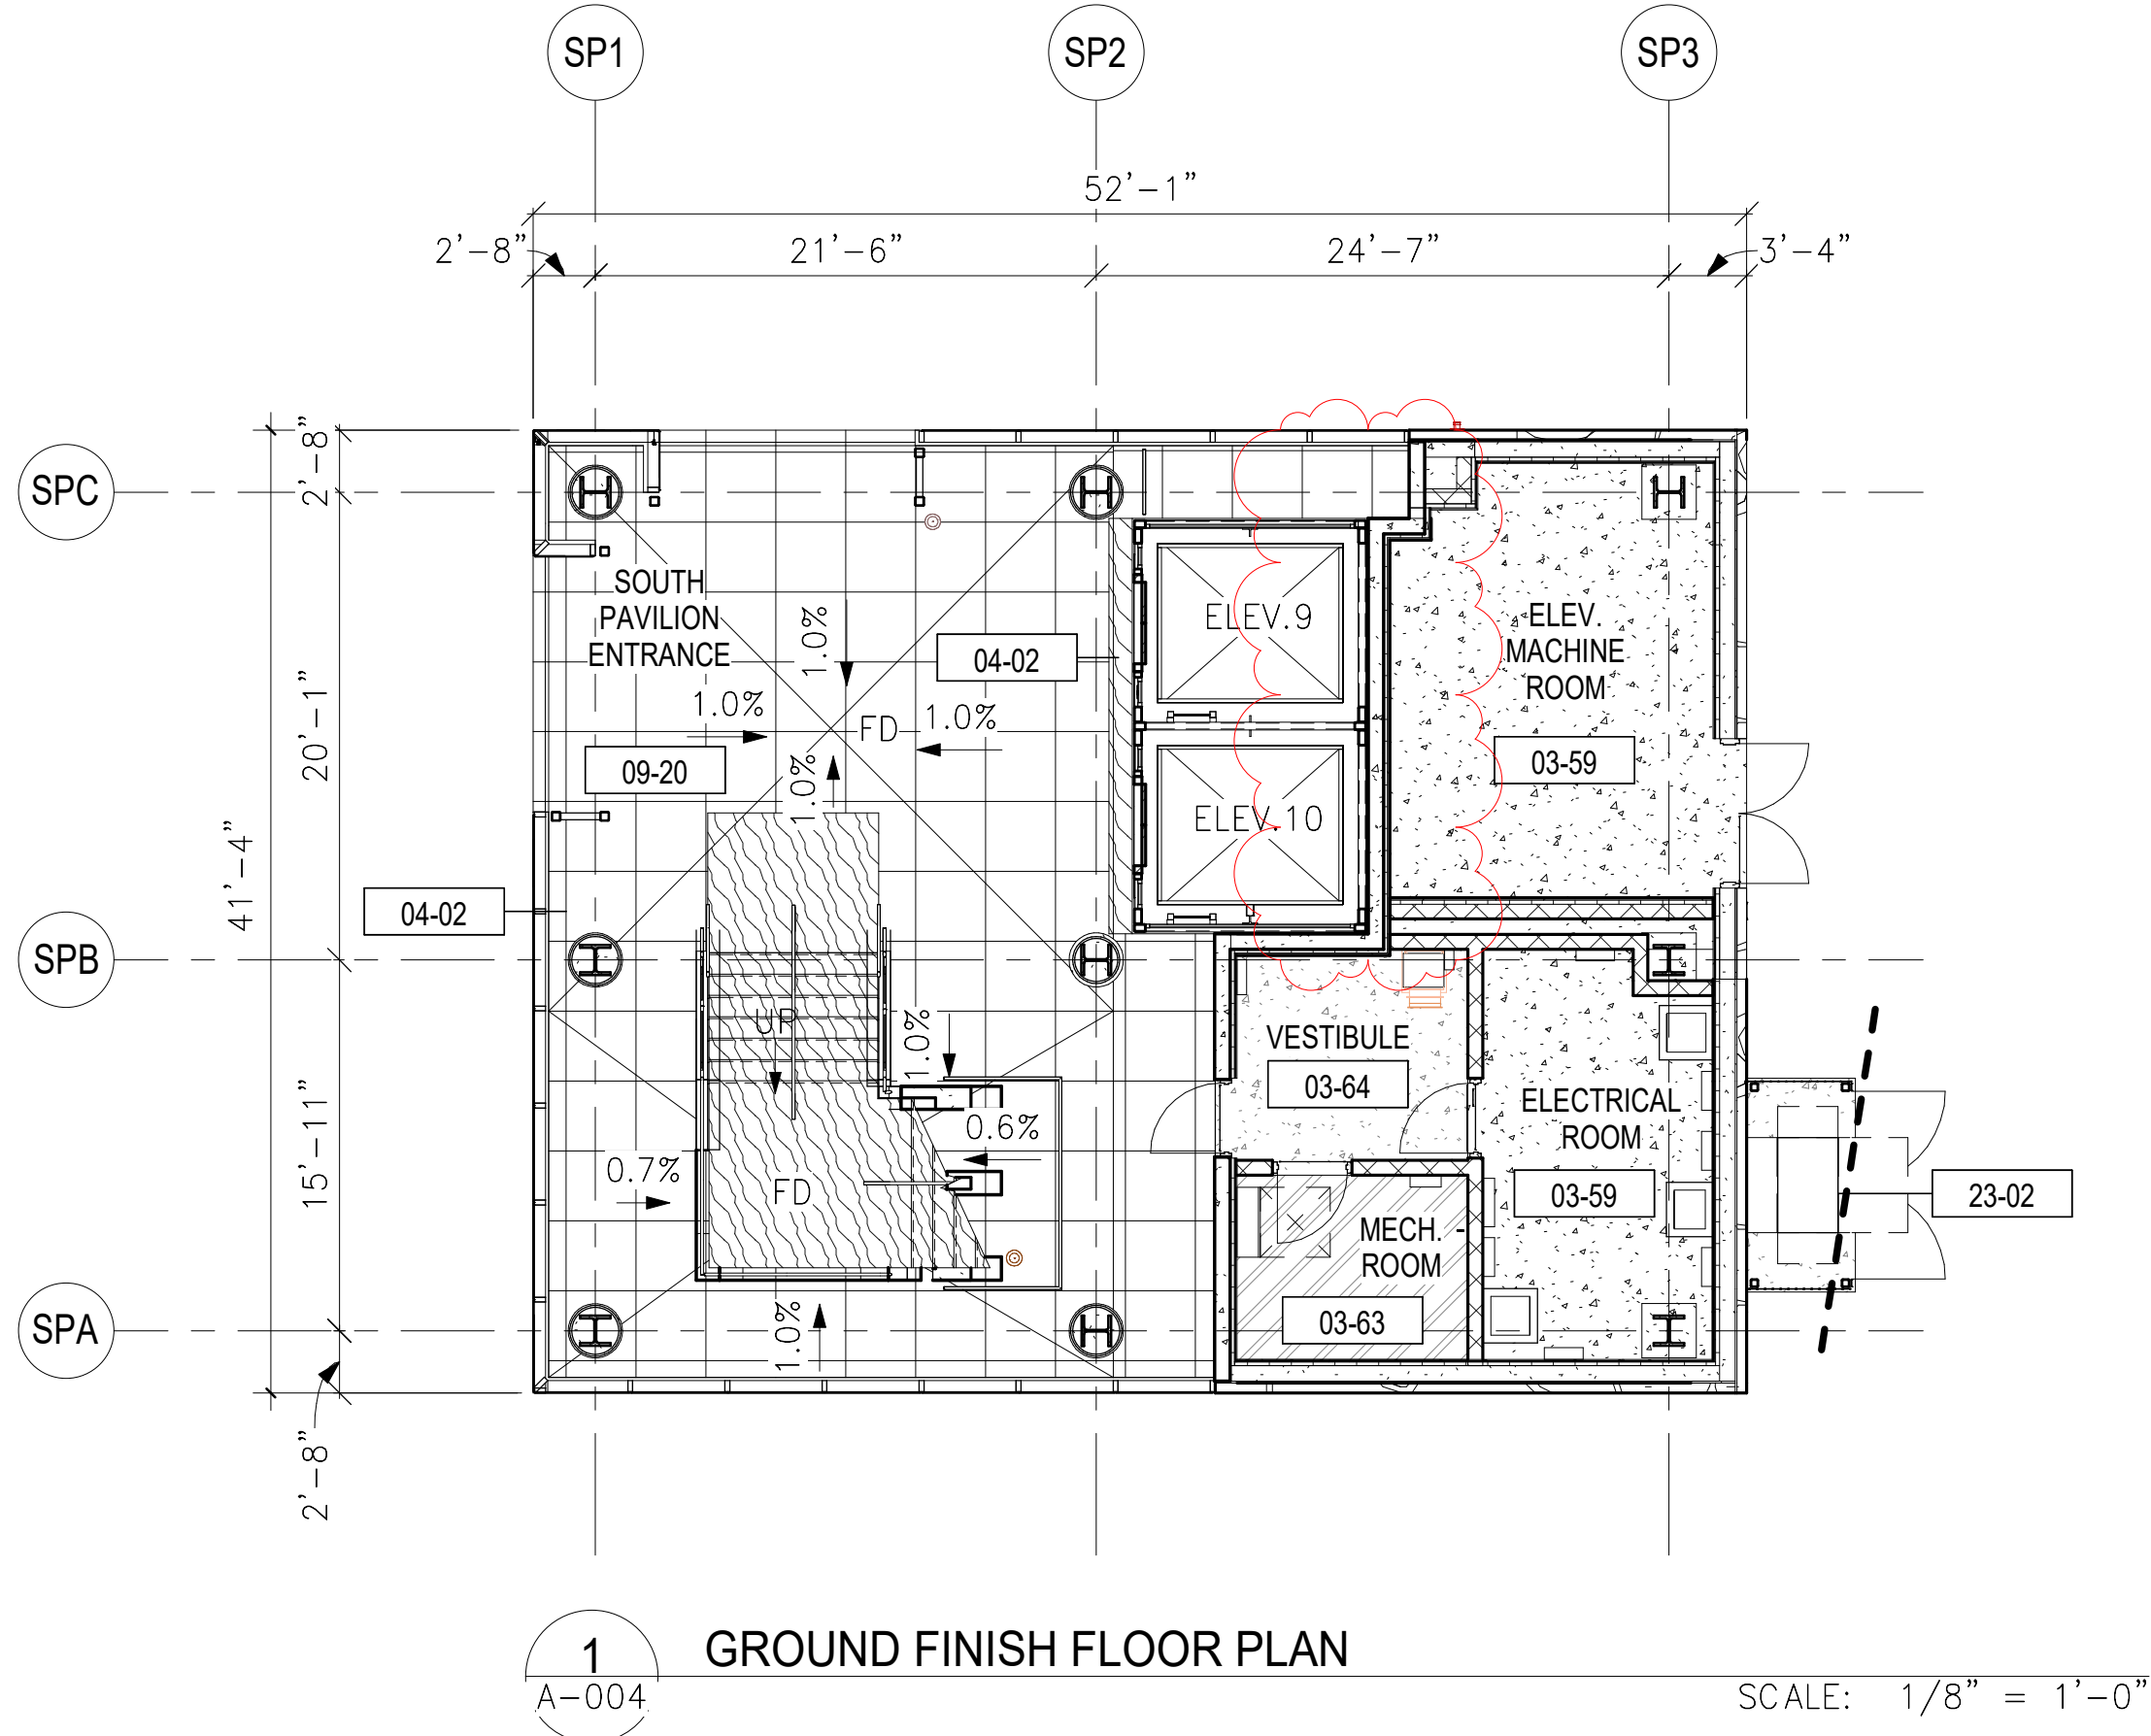 SP1
SP2
SP3
52’-1”
2’-8”
21’-6”
24’-7”
3’-4”
SPC
SPB
SPA
2’-8”
20’-1”
41’-4”
15’-11”
2’-8”
SOUTH
PAVILION
ENTRANCE
1.0%
1.0%
FD
1.0%
1.0%
09-20
04-02
04-02
ELEV.9
ELEV.10
ELEV.
MACHINE
ROOM
03-59
UP
1.0%
0.6%
0.7%
FD
1.0%
VESTIBULE
03-64
ELECTRICAL
ROOM
03-59
MECH.
ROOM
03-63
23-02
1
A-004
GROUND FINISH FLOOR PLAN
SCALE: 1/8” = 1’-0”